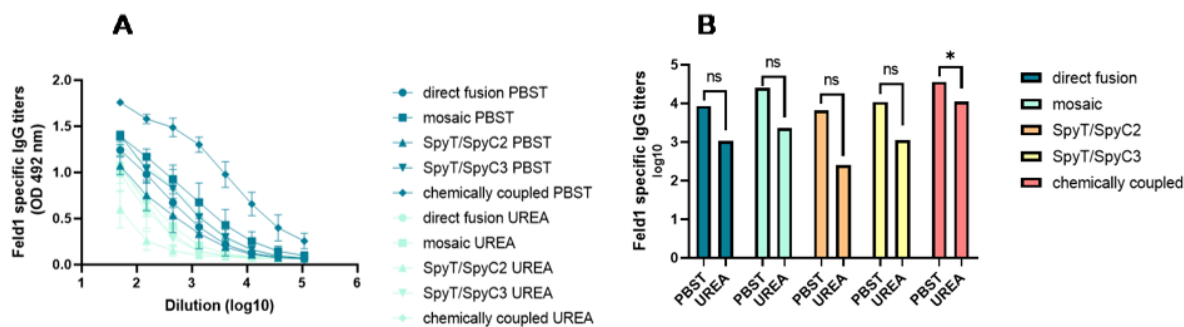 A
Feld1 specific IgG titers
(OD 492 nm)
2.0
1.5
1.0
0.5
0.0
1
2
3
4
5
6
Dilution (log10)
direct fusion PBST
mosaic PBST
SpyT/SpyC2 PBST
SpyT/SpyC3 PBST
chemically coupled PBST
direct fusion UREA
mosaic UREA
SpyT/SpyC2 UREA
SpyT/SpyC3 UREA
chemically coupled UREA
B
Feld1 specific IgG titers
log10
5
4
3
2
1
0
ns
ns
ns
ns
*
PBST
UREA
PBST
UREA
PBST
UREA
PBST
UREA
PBST
UREA
direct fusion
mosaic
SpyT/SpyC2
SpyT/SpyC3
chemically coupled